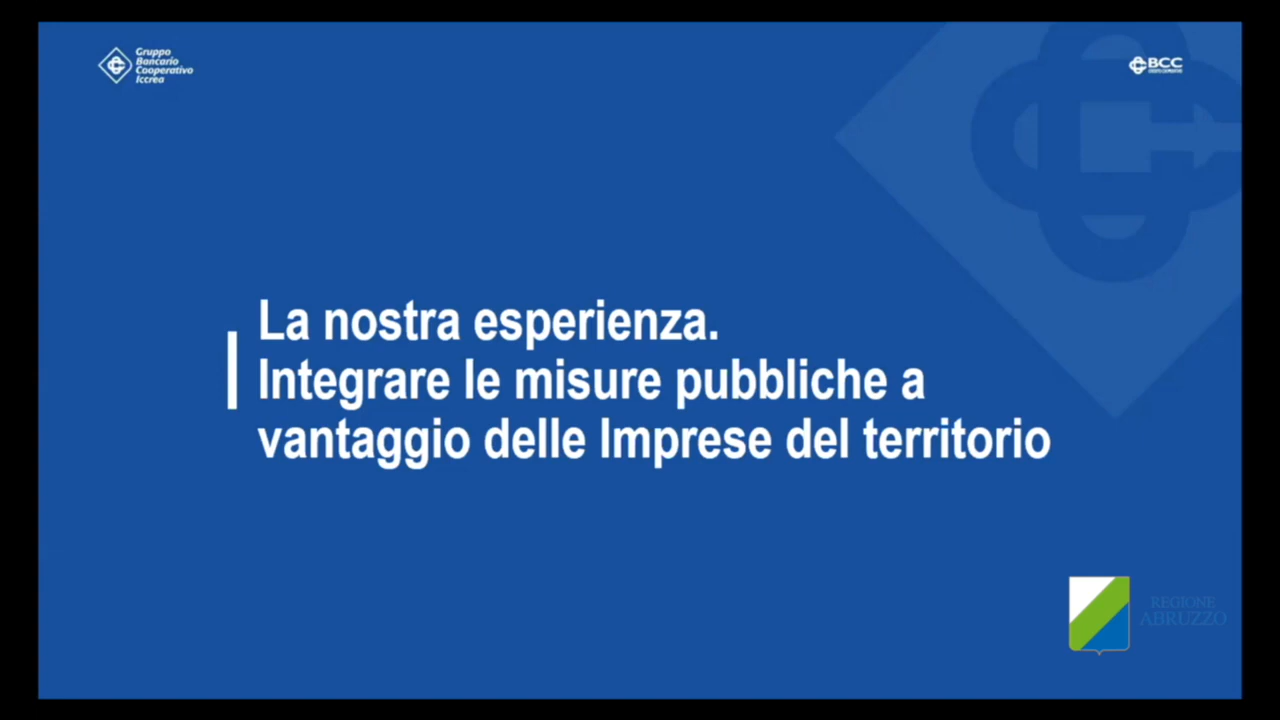 Gruppo
Bancario
Cooperativo
Iccrea
BCC
La nostra esperienza.
Integrare le misure pubbliche a
vantaggio delle Imprese del territorio
REGIONE
ABRUZZO